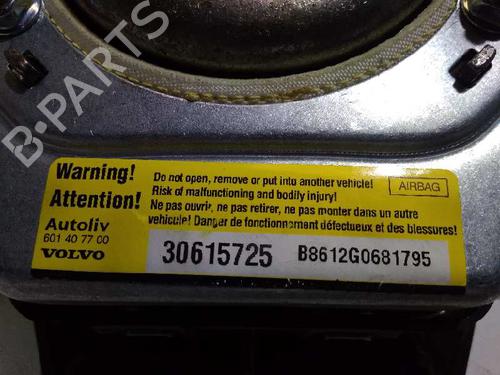 B-PARTS
Warning!
Attention!
Do not open, remove or put into another vehicle!
Risk of malfunctioning and bodily injury!
AIRBAG
Ne pas ouvrir, ne pas retirer, ne pas monter dans un autre
vehicule! Danger de fonctionnement défectueux et des blessures!
Autoliv
601 40 77 00
VOLVO
30615725
B8612G0681795